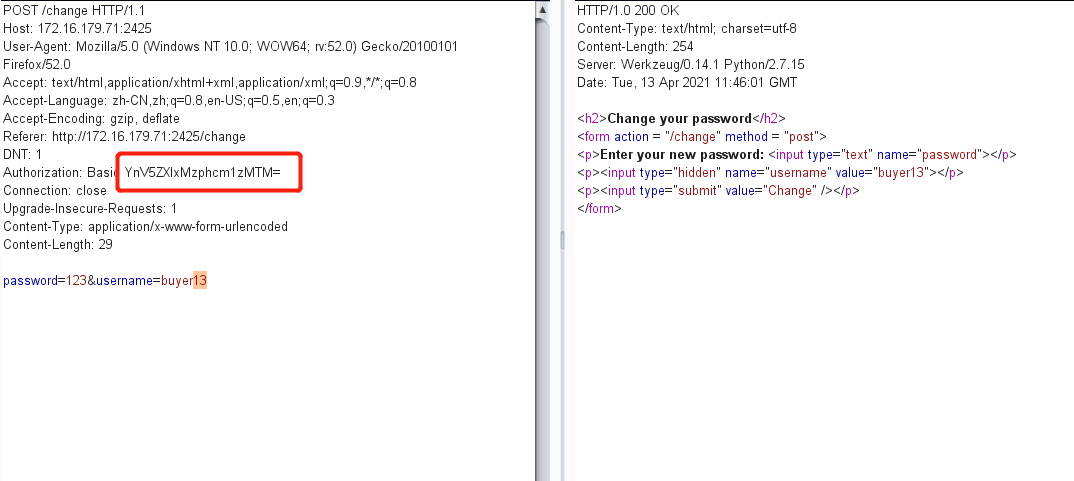 POST /change HTTP/1.1
Host: 172.16.179.71:2425
User-Agent: Mozilla/5.0 (Windows NT 10.0; WOW64; rv:52.0) Gecko/20100101
Firefox/52.0
Accept: text/html,application/xhtml+xml,application/xml;q=0.9,*/*;q=0.8
Accept-Language: zh-CN,zh;q=0.8,en-US;q=0.5,en;q=0.3
Accept-Encoding: gzip, deflate
Referer: http://172.16.179.71:2425/change
DNT: 1
Authorization: Basic YnV5ZXIxMzphcm1zMTM=
Connection: close
Upgrade-Insecure-Requests: 1
Content-Type: application/x-www-form-urlencoded
Content-Length: 29
password=123&username=buyer13
HTTP/1.0 200 OK
Content-Type: text/html; charset=utf-8
Content-Length: 254
Server: Werkzeug/0.14.1 Python/2.7.15
Date: Tue, 13 Apr 2021 11:46:01 GMT
<h2>Change your password</h2>
<form action = "/change" method = "post">
<p>Enter your new password: <input type="text" name="password"></p>
<p><input type="hidden" name="username" value="buyer13"></p>
<p><input type="submit" value="Change" /></p>
</form>